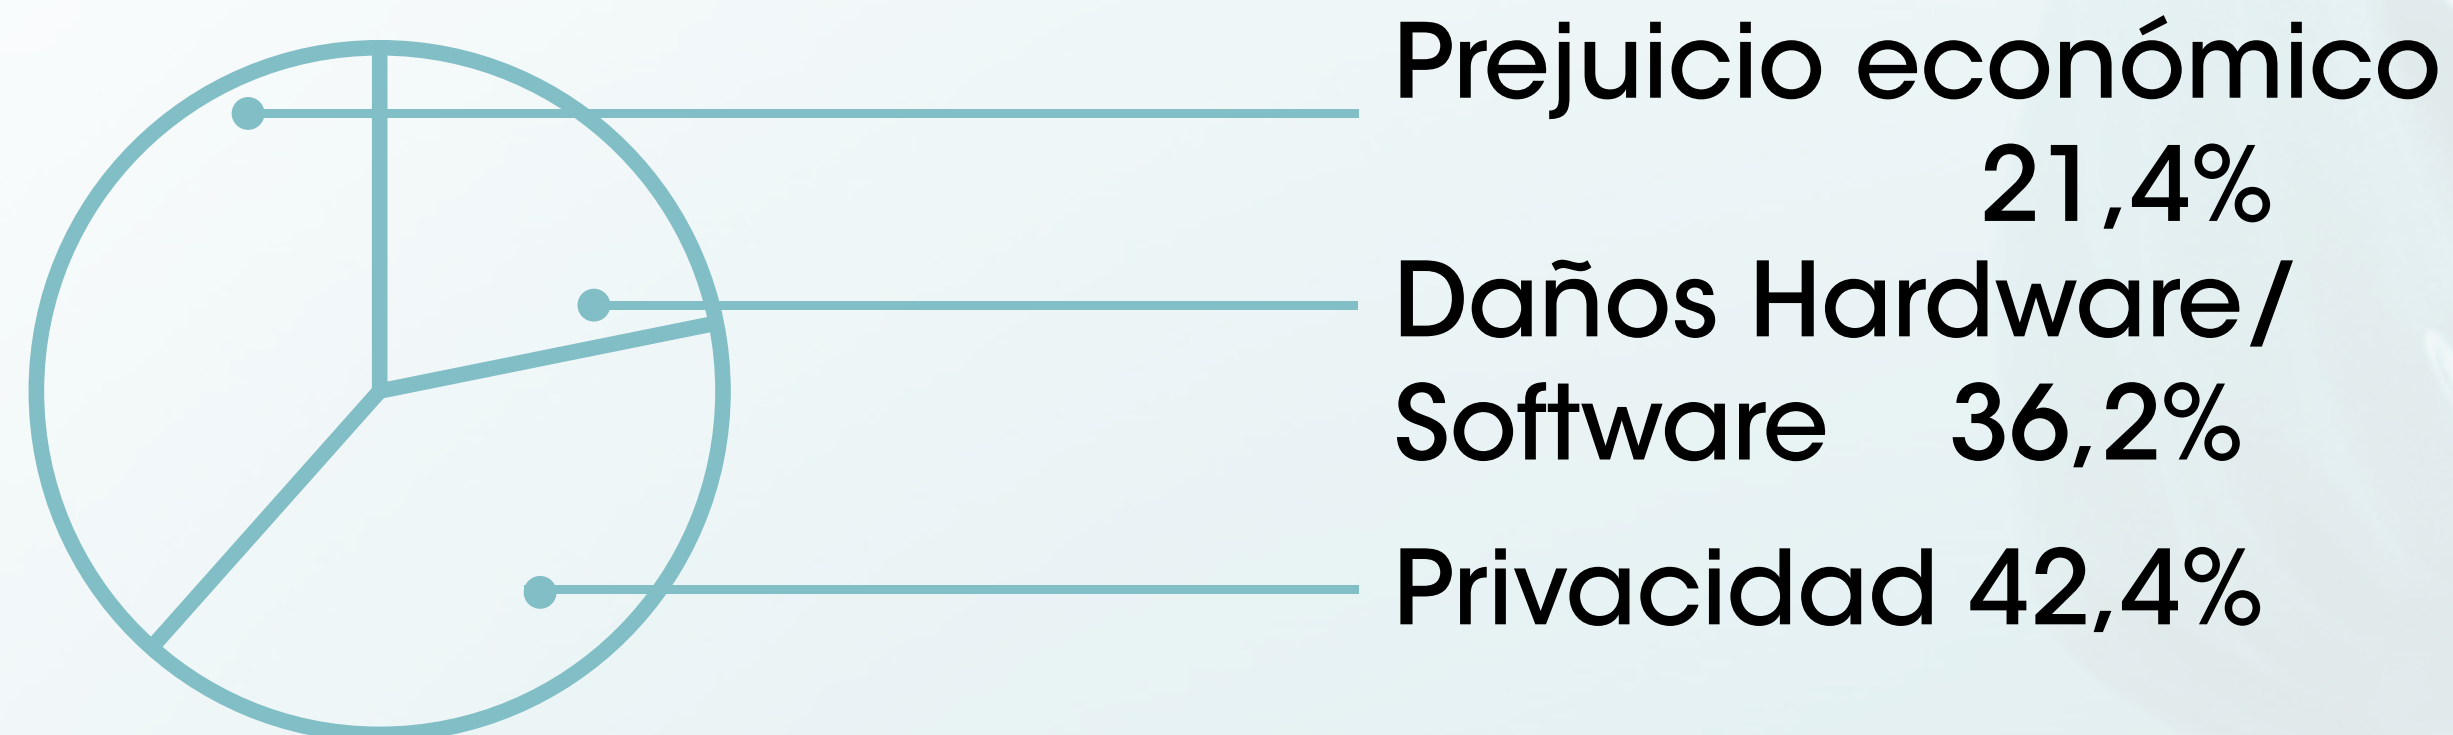 Prejuicio económico
21,4%
Daños Hardware/
Software 36,2%
Privacidad 42,4%